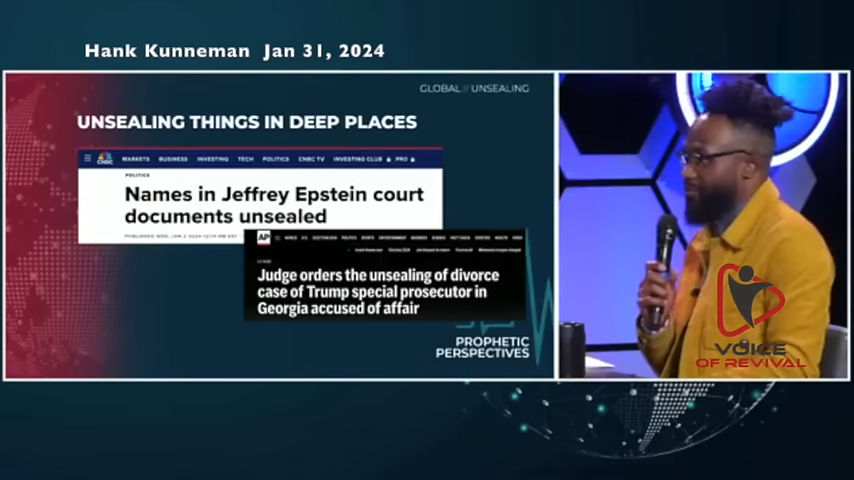 Hank Kunneman Jan 31, 2024
GLOBAL // UNSEALING
UNSEALING THINGS IN DEEP PLACES
CNBC
MARKETS BUSINESS INVESTING TECH POLITICS CNBC TV INVESTING CLUB PRO
POLITICS
Names in Jeffrey Epstein court
documents unsealed
AP
Judge orders the unsealing of divorce
case of Trump special prosecutor in
Georgia accused of affair
PROPHETIC
PERSPECTIVES
VOICE
OF REVIVAL